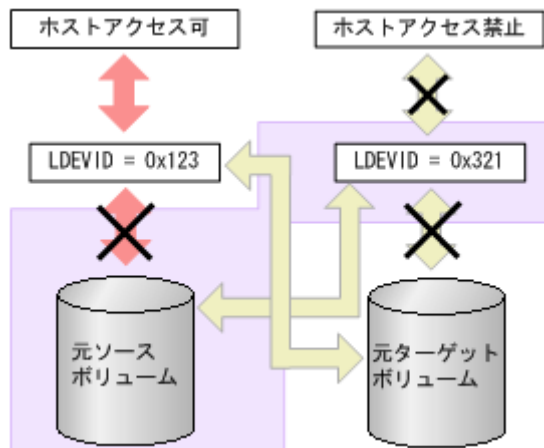 ホストアクセス可
ホストアクセス禁止
LDEVID = 0x123
LDEVID = 0x321
元ソース
ボリューム
元ターゲット
ボリューム